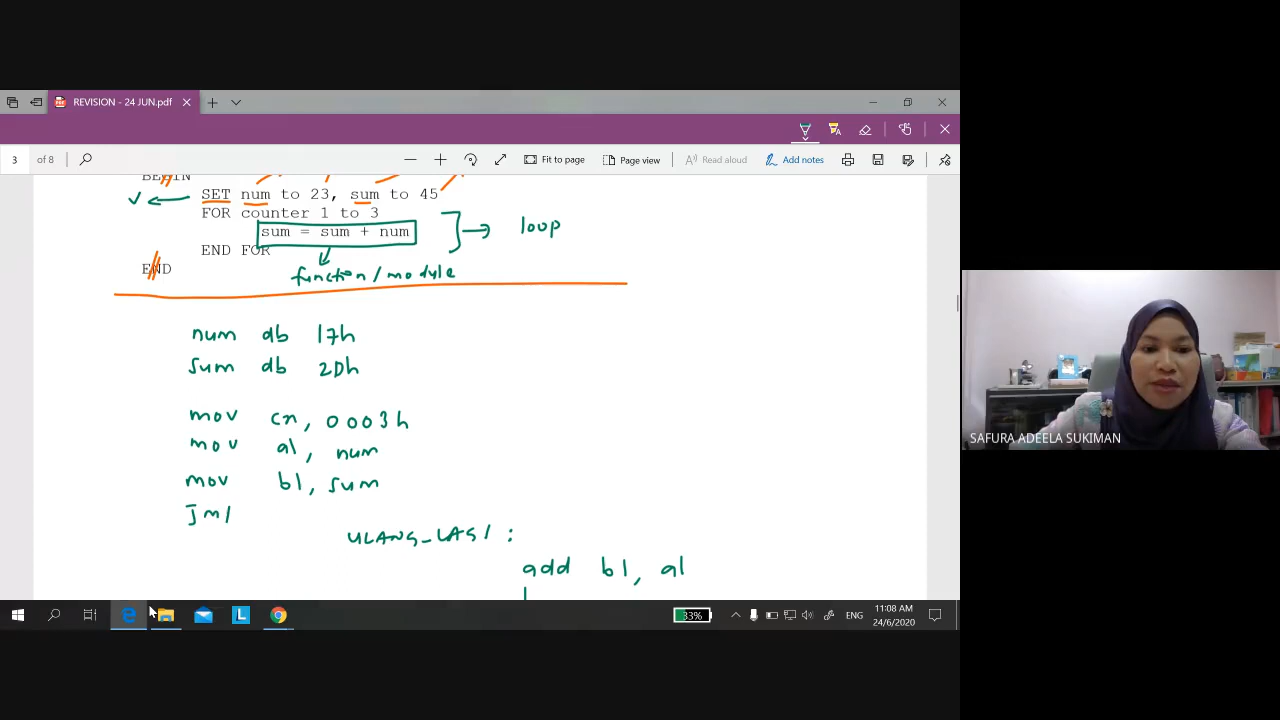 REVISION - 24 JUN.pdf
3 of 8 Fit to page Page view Read aloud Add notes
BEGIN
SET num to 23, sum to 45
FOR counter 1 to 3
sum = sum + num
loop
END FOR
END
function/module
num db 17h
sum db 2Dh
mov cx, 0003h
mov al, num
mov bl, sum
ULANG_LAGI :
add bl, al
SAFURA ADEELA SUKIMAN
33% ENG 11:08 AM
24/6/2020